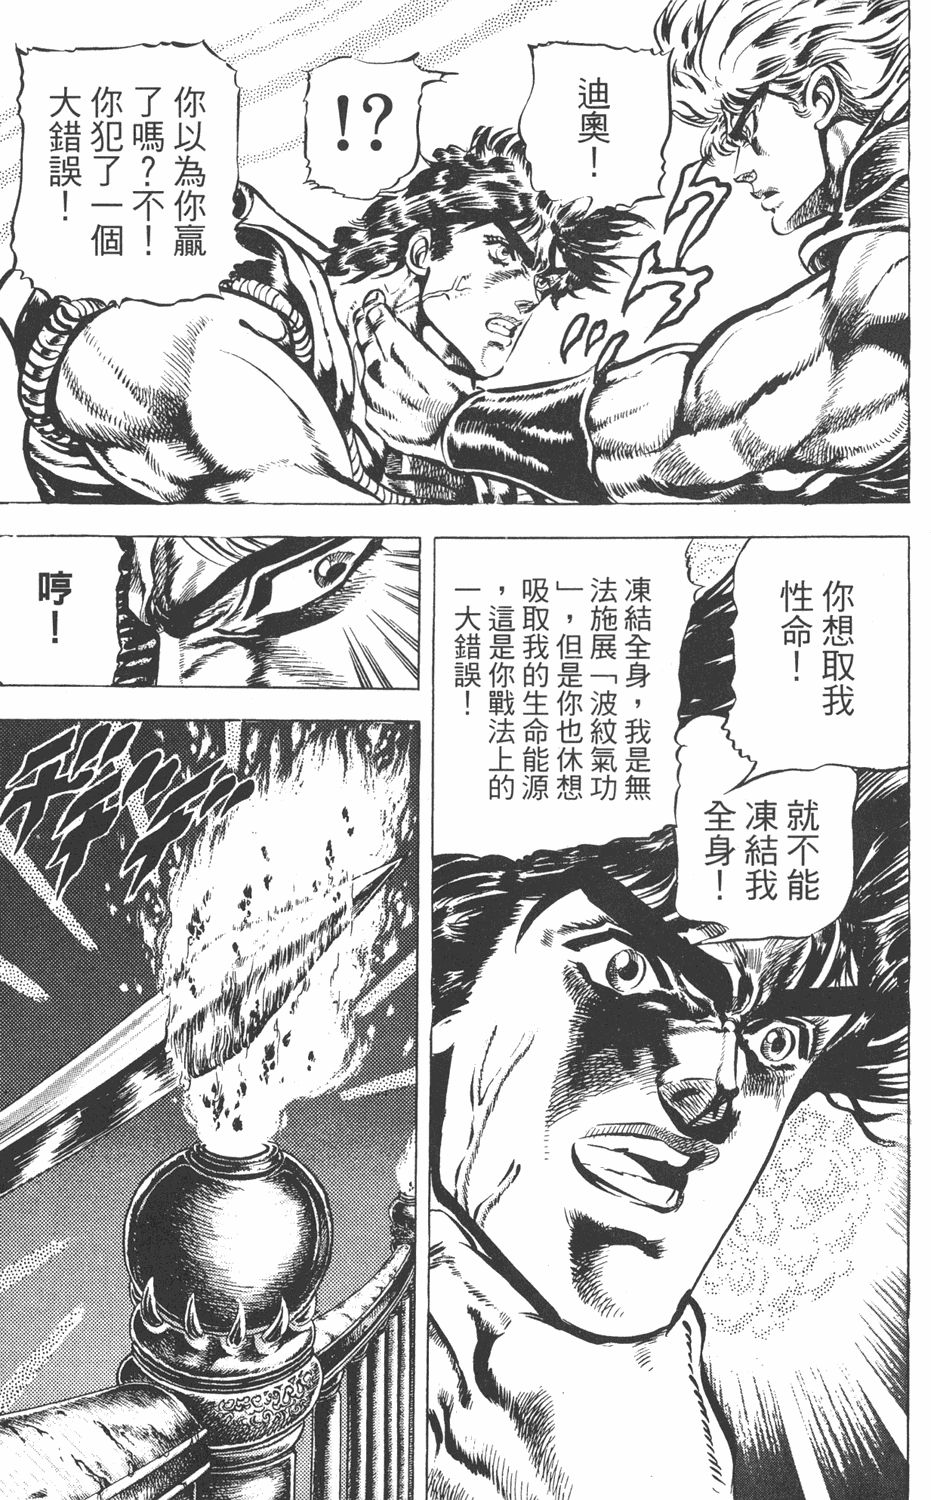 迪奧！
！？
你以為你贏
了嗎？不！
你犯了一個
大錯誤！
ドドド
你想取我
性命！
就不能
凍結我
全身！
凍結全身，我是無
法施展「波紋氣功
」，但是你也休想
吸取我的生命能源
，這是你戰法上的
一大錯誤！
哼！